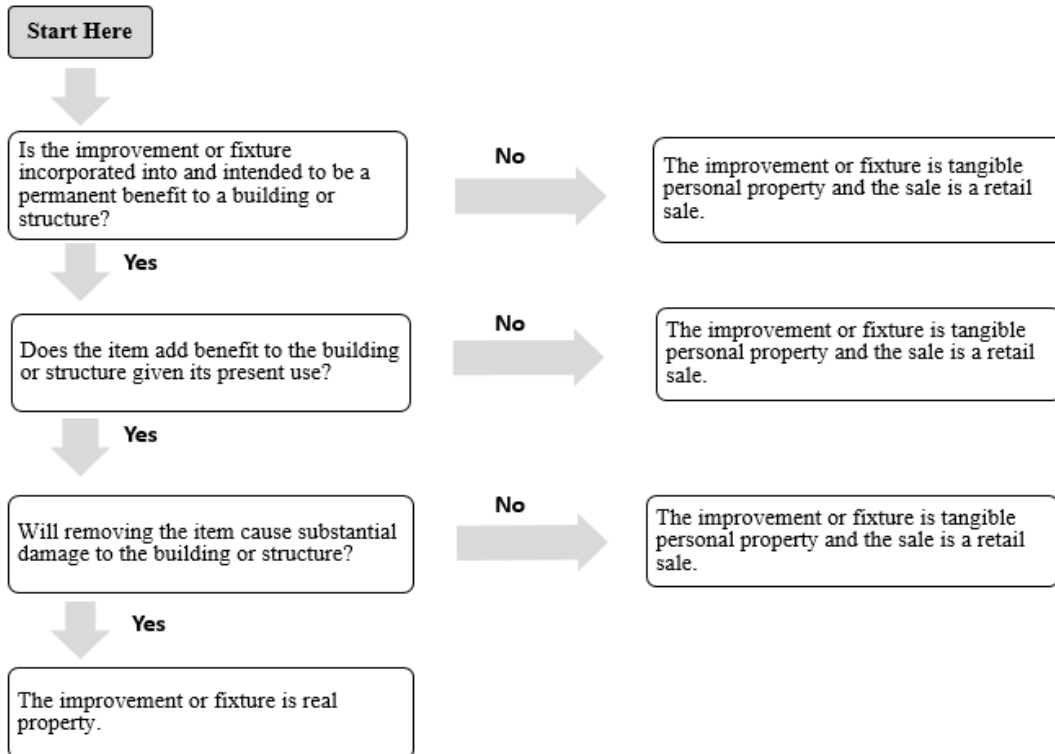 Start Here
Is the improvement or fixture
incorporated into and intended to be a
permanent benefit to a building or
structure?
No
The improvement or fixture is tangible
personal property and the sale is a retail
sale.
Yes
Does the item add benefit to the building
or structure given its present use?
No
The improvement or fixture is tangible
personal property and the sale is a retail
sale.
Yes
Will removing the item cause substantial
damage to the building or structure?
No
The improvement or fixture is tangible
personal property and the sale is a retail
sale.
Yes
The improvement or fixture is real
property.